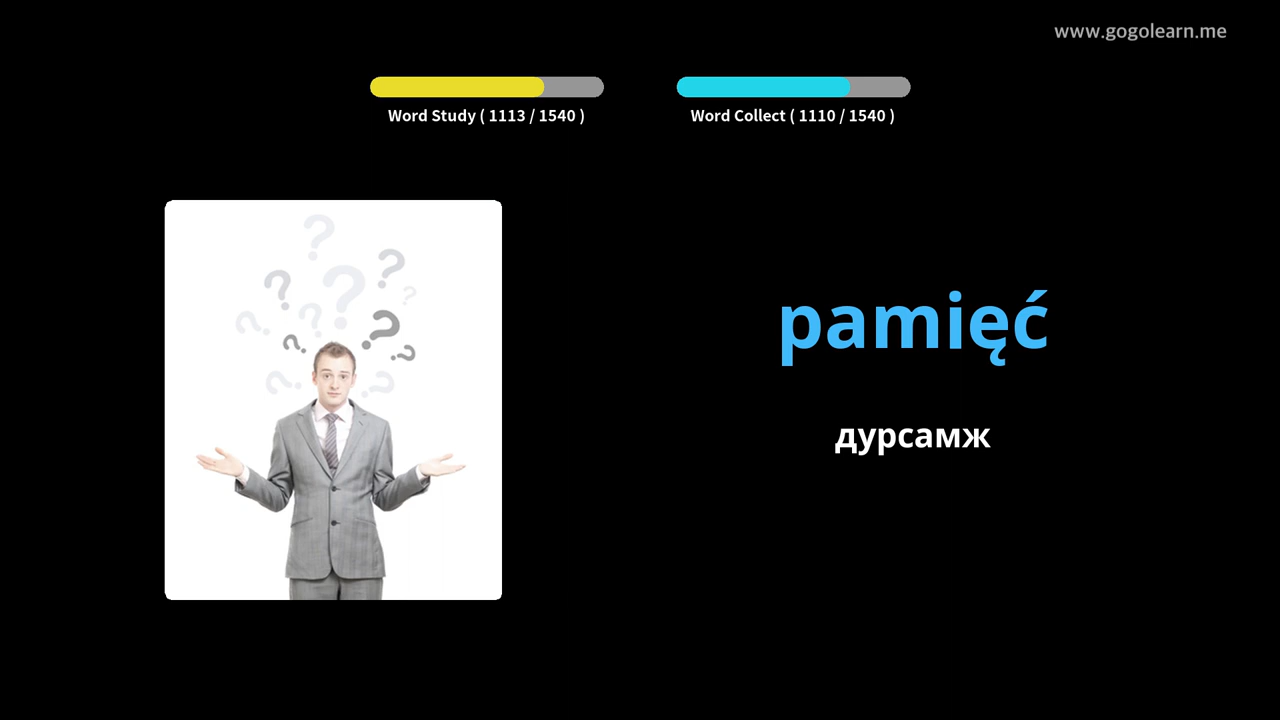 www.gogolearn.me
Word Study ( 1113 / 1540 )
Word Collect ( 1110 / 1540 )
pamięć
дурсамж